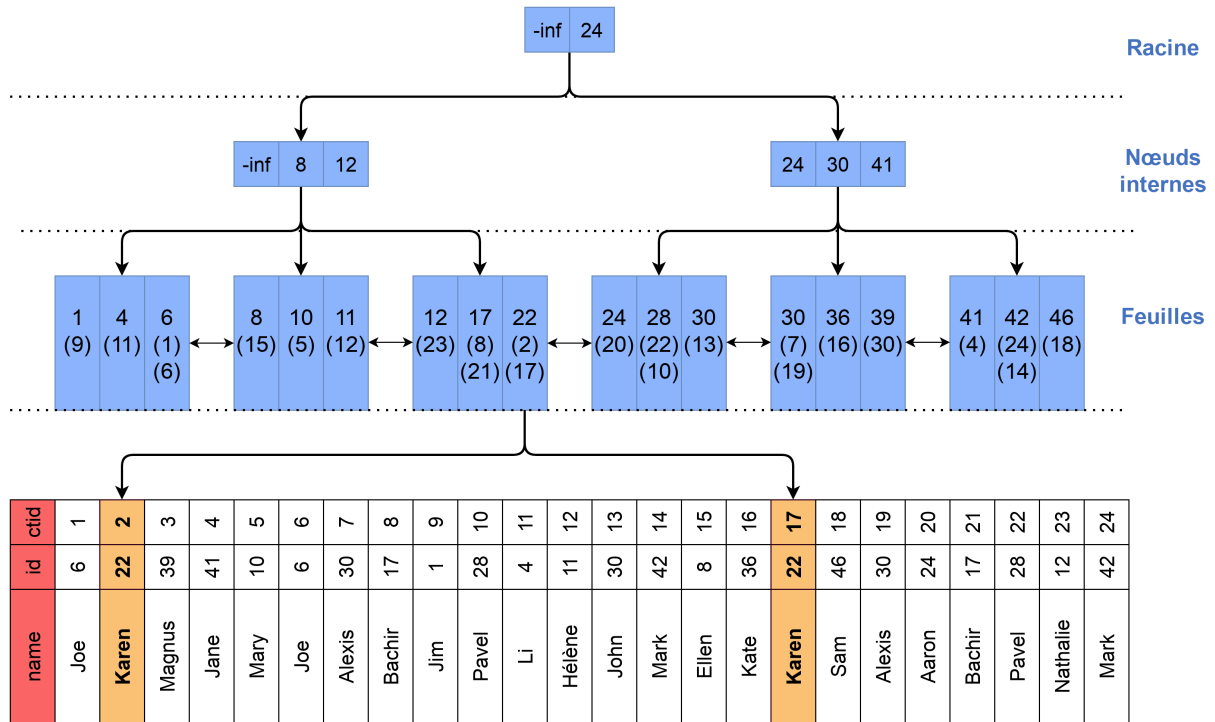 -inf 24
Racine
-inf 8 12
24 30 41
Nœuds
internes
1 4 6
(9) (11) (1)
(6)
8 10 11
(15) (5) (12)
12 17 22
(23) (8) (2)
(21) (17)
24 28 30
(20) (22) (13)
(10)
30 36 39
(7) (16) (30)
(19)
41 42 46
(4) (24) (18)
(14)
Feuilles
ctid 1 2 3 4 5 6 7 8 9 10 11 12 13 14 15 16 17 18 19 20 21 22 23 24
id 6 22 39 41 10 6 30 17 1 28 4 11 30 42 8 36 22 46 30 24 17 28 12 42
name Joe Karen Magnus Jane Mary Joe Alexis Bachir Jim Pavel Li Hélène John Mark Ellen Kate Karen Sam Alexis Aaron Bachir Pavel Nathalie Mark